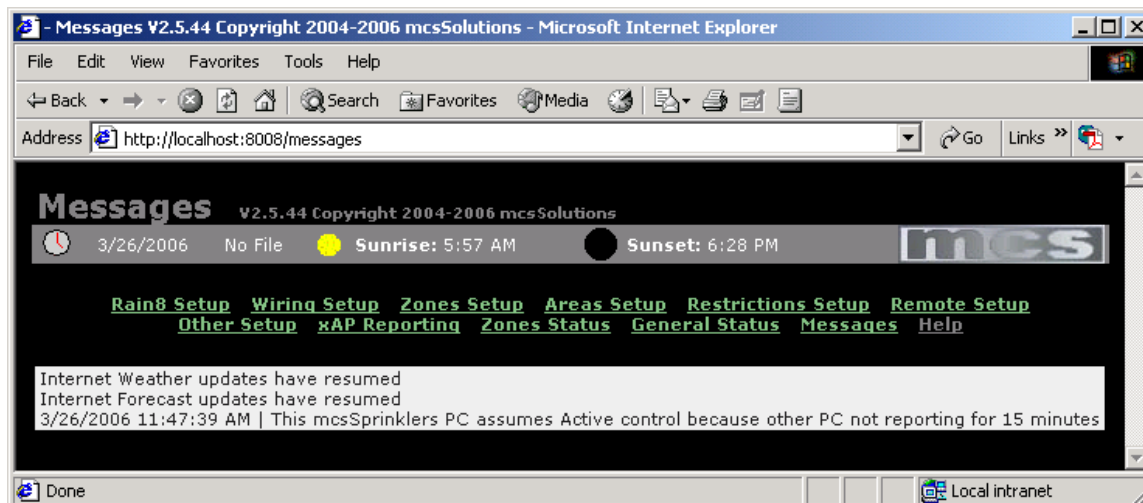 - Messages V2.5.44 Copyright 2004-2006 mcsSolutions - Microsoft Internet Explorer
File Edit View Favorites Tools Help
Back Search Favorites Media
Address http://localhost:8008/messages Go Links »
Messages V2.5.44 Copyright 2004-2006 mcsSolutions
3/26/2006 No File Sunrise: 5:57 AM Sunset: 6:28 PM mcs
Rain8 Setup Wiring Setup Zones Setup Areas Setup Restrictions Setup Remote Setup
Other Setup xAP Reporting Zones Status General Status Messages Help
Internet Weather updates have resumed
Internet Forecast updates have resumed
3/26/2006 11:47:39 AM | This mcsSprinklers PC assumes Active control because other PC not reporting for 15 minutes
Done Local intranet